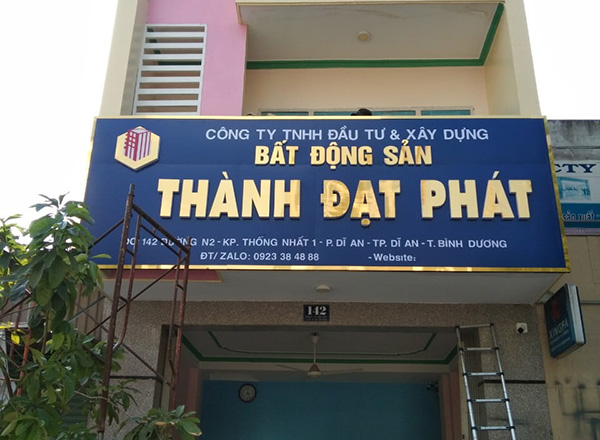 CÔNG TY TNHH ĐẦU TƯ & XÂY DỰNG
BẤT ĐỘNG SẢN
THÀNH ĐẠT PHÁT
142 ĐƯỜNG N2 - KP. THỐNG NHẤT 1 - P. DĨ AN - TP. DĨ AN - T. BÌNH DƯƠNG
ĐT/ ZALO: 0923 38 48 88 - Website:
142
CTY